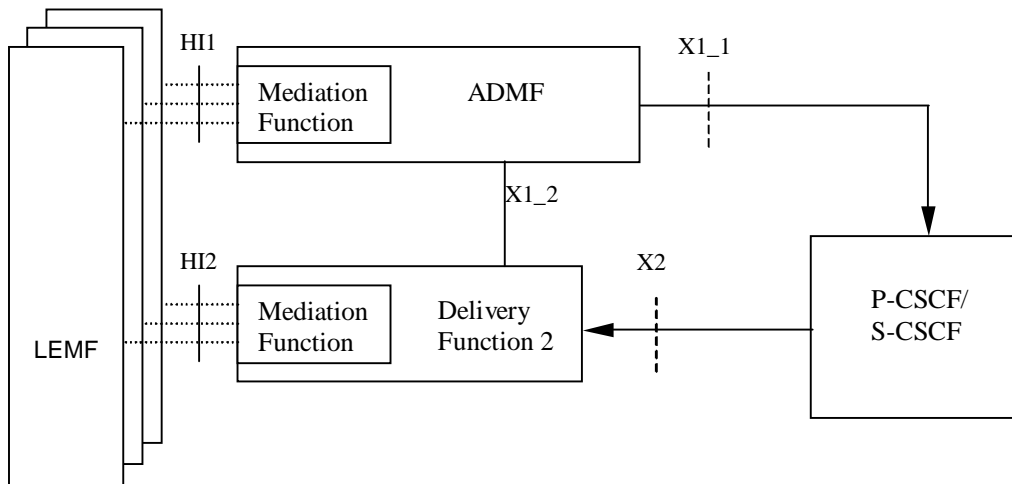 HI1
X1_1
Mediation
Function
ADMF
X1_2
HI2
X2
Mediation
Function
Delivery
Function 2
P-CSCF/
S-CSCF
LEMF